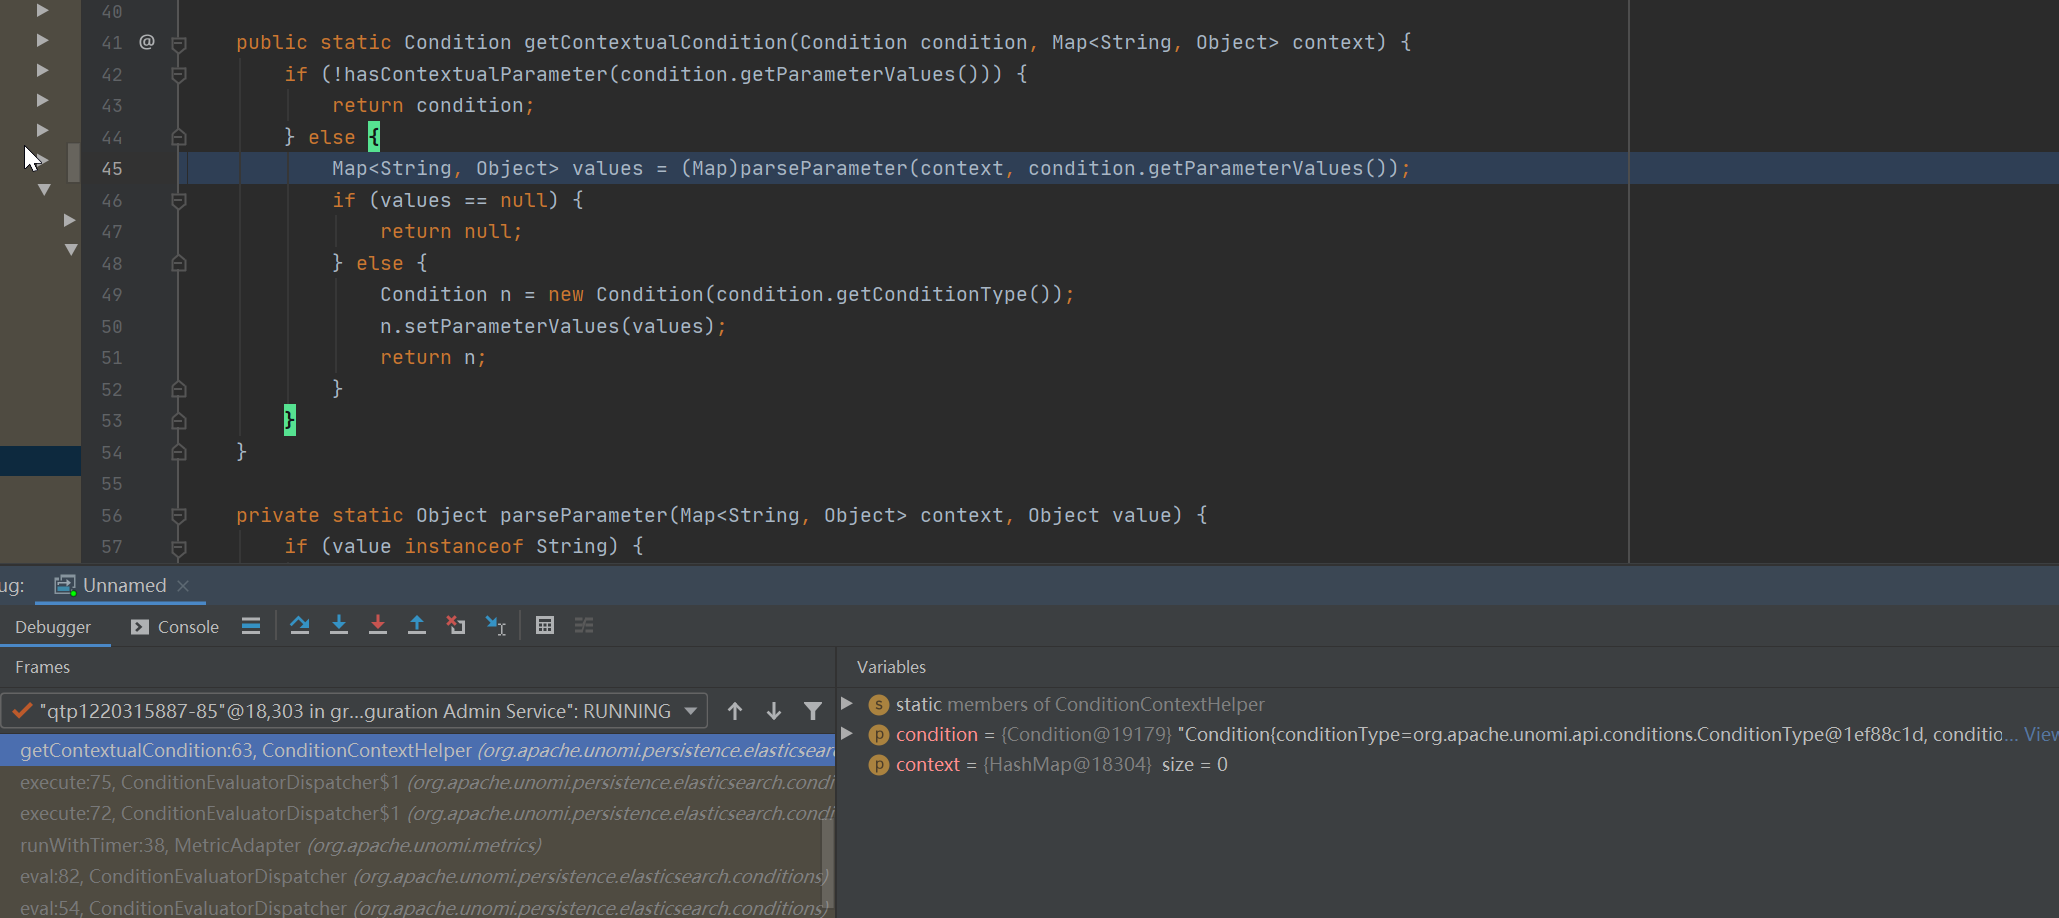 40
41 @ public static Condition getContextualCondition(Condition condition, Map<String, Object> context) {
42 if (!hasContextualParameter(condition.getParameterValues())) {
43 return condition;
44 } else {
45 Map<String, Object> values = (Map)parseParameter(context, condition.getParameterValues());
46 if (values == null) {
47 return null;
48 } else {
49 Condition n = new Condition(condition.getConditionType());
50 n.setParameterValues(values);
51 return n;
52 }
53 }
54 }
55
56 private static Object parseParameter(Map<String, Object> context, Object value) {
57 if (value instanceof String) {
ug: Unnamed
Debugger Console
Frames
Variables
"qtp1220315887-85"@18,303 in gr...guration Admin Service": RUNNING
s static members of ConditionContextHelper
p condition = {Condition@19179} "Condition{conditionType=org.apache.unomi.api.conditions.ConditionType@1ef88c1d, conditio... View
p context = {HashMap@18304} size = 0
getContextualCondition:63, ConditionContextHelper (org.apache.unomi.persistence.elasticsear
execute:75, ConditionEvaluatorDispatcher$1 (org.apache.unomi.persistence.elasticsearch.condi
execute:72, ConditionEvaluatorDispatcher$1 (org.apache.unomi.persistence.elasticsearch.condi
runWithTimer:38, MetricAdapter (org.apache.unomi.metrics)
eval:82, ConditionEvaluatorDispatcher (org.apache.unomi.persistence.elasticsearch.conditions)
eval:54, ConditionEvaluatorDispatcher (org.apache.unomi.persistence.elasticsearch.conditions)